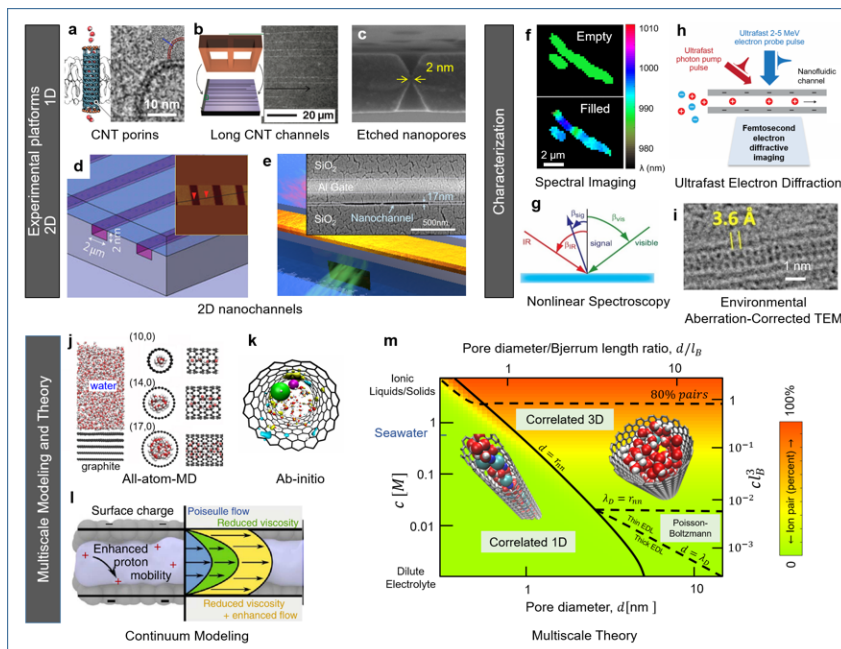 Experimental platforms
1D
2D
a
10 nm
CNT porins
b
20 µm
Long CNT channels
c
2 nm
Etched nanopores
d
2µm
2 nm
e
SiO2
Al Gate
17nm
Nanochannel
SiO2
500nm
2D nanochannels
Characterization
f
Empty
Filled
2 µm
1010
1000
990
980
λ (nm)
Spectral Imaging
g
IR
βIR
βsig
signal
βvis
visible
Nonlinear Spectroscopy
h
Ultrafast 2-5 MeV
electron probe pulse
Ultrafast
photon pump
pulse
Nanofluidic
channel
Femtosecond
electron
diffractive
imaging
Ultrafast Electron Diffraction
i
3.6 Å
1 nm
Environmental
Aberration-Corrected TEM
Multiscale Modeling and Theory
j
water
graphite
(10,0)
(14,0)
(17,0)
All-atom-MD
k
Ab-initio
l
Surface charge
Enhanced
proton
mobility
Poiseulle flow
Reduced viscosity
Reduced viscosity
+ enhanced flow
Continuum Modeling
m
Pore diameter/Bjerrum length ratio, d/lB
1
10
Ionic
Liquids/Solids
1
Seawater
0.1
c [M]
0.01
Dilute
Electrolyte
80% pairs
Correlated 3D
d = rnn
λD = rnn
Correlated 1D
Thin EDL
Thick EDL
Poisson-
Boltzmann
d = λD
1
10⁻¹
clB³
10⁻²
10⁻³
1
10
Pore diameter, d[nm]
0 ← Ion pair (percent) → 100%
Multiscale Theory